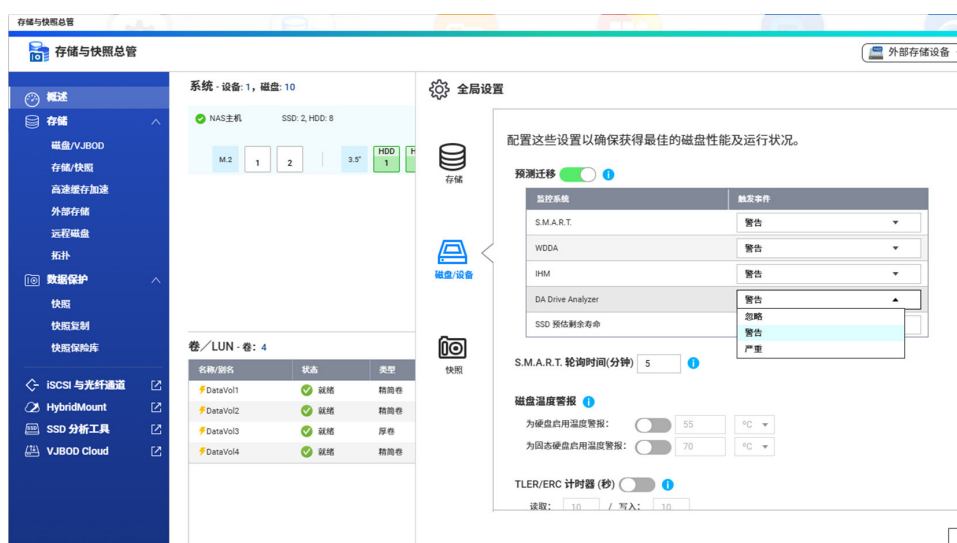 存储与快照总管
存储与快照总管
外部存储设备
概述
存储
磁盘/VJBOD
存储/快照
高速缓存加速
外部存储
远程磁盘
拓扑
数据保护
快照
快照复制
快照保险库
iSCSI 与光纤通道
HybridMount
SSD 分析工具
VJBOD Cloud
系统 - 设备: 1, 磁盘: 10
NAS主机 SSD: 2, HDD: 8
M.2 1 2 3.5" HDD 1 H
卷／LUN - 卷: 4
名称/别名 状态 类型
DataVol1 就绪 精简卷
DataVol2 就绪 精简卷
DataVol3 就绪 厚卷
DataVol4 就绪 精简卷
全局设置
存储
磁盘/设备
快照
配置这些设置以确保获得最佳的磁盘性能及运行状况。
预测迁移
监控系统 触发事件
S.M.A.R.T. 警告
WDDA 警告
IHM 警告
DA Drive Analyzer 警告
SSD 预估剩余寿命
忽略
警告
严重
S.M.A.R.T. 轮询时间(分钟) 5
磁盘温度警报
为硬盘启用温度警报: 55 °C
为固态硬盘启用温度警报: 70 °C
TLER/ERC 计时器 (秒)
读取: 10 / 写入: 10